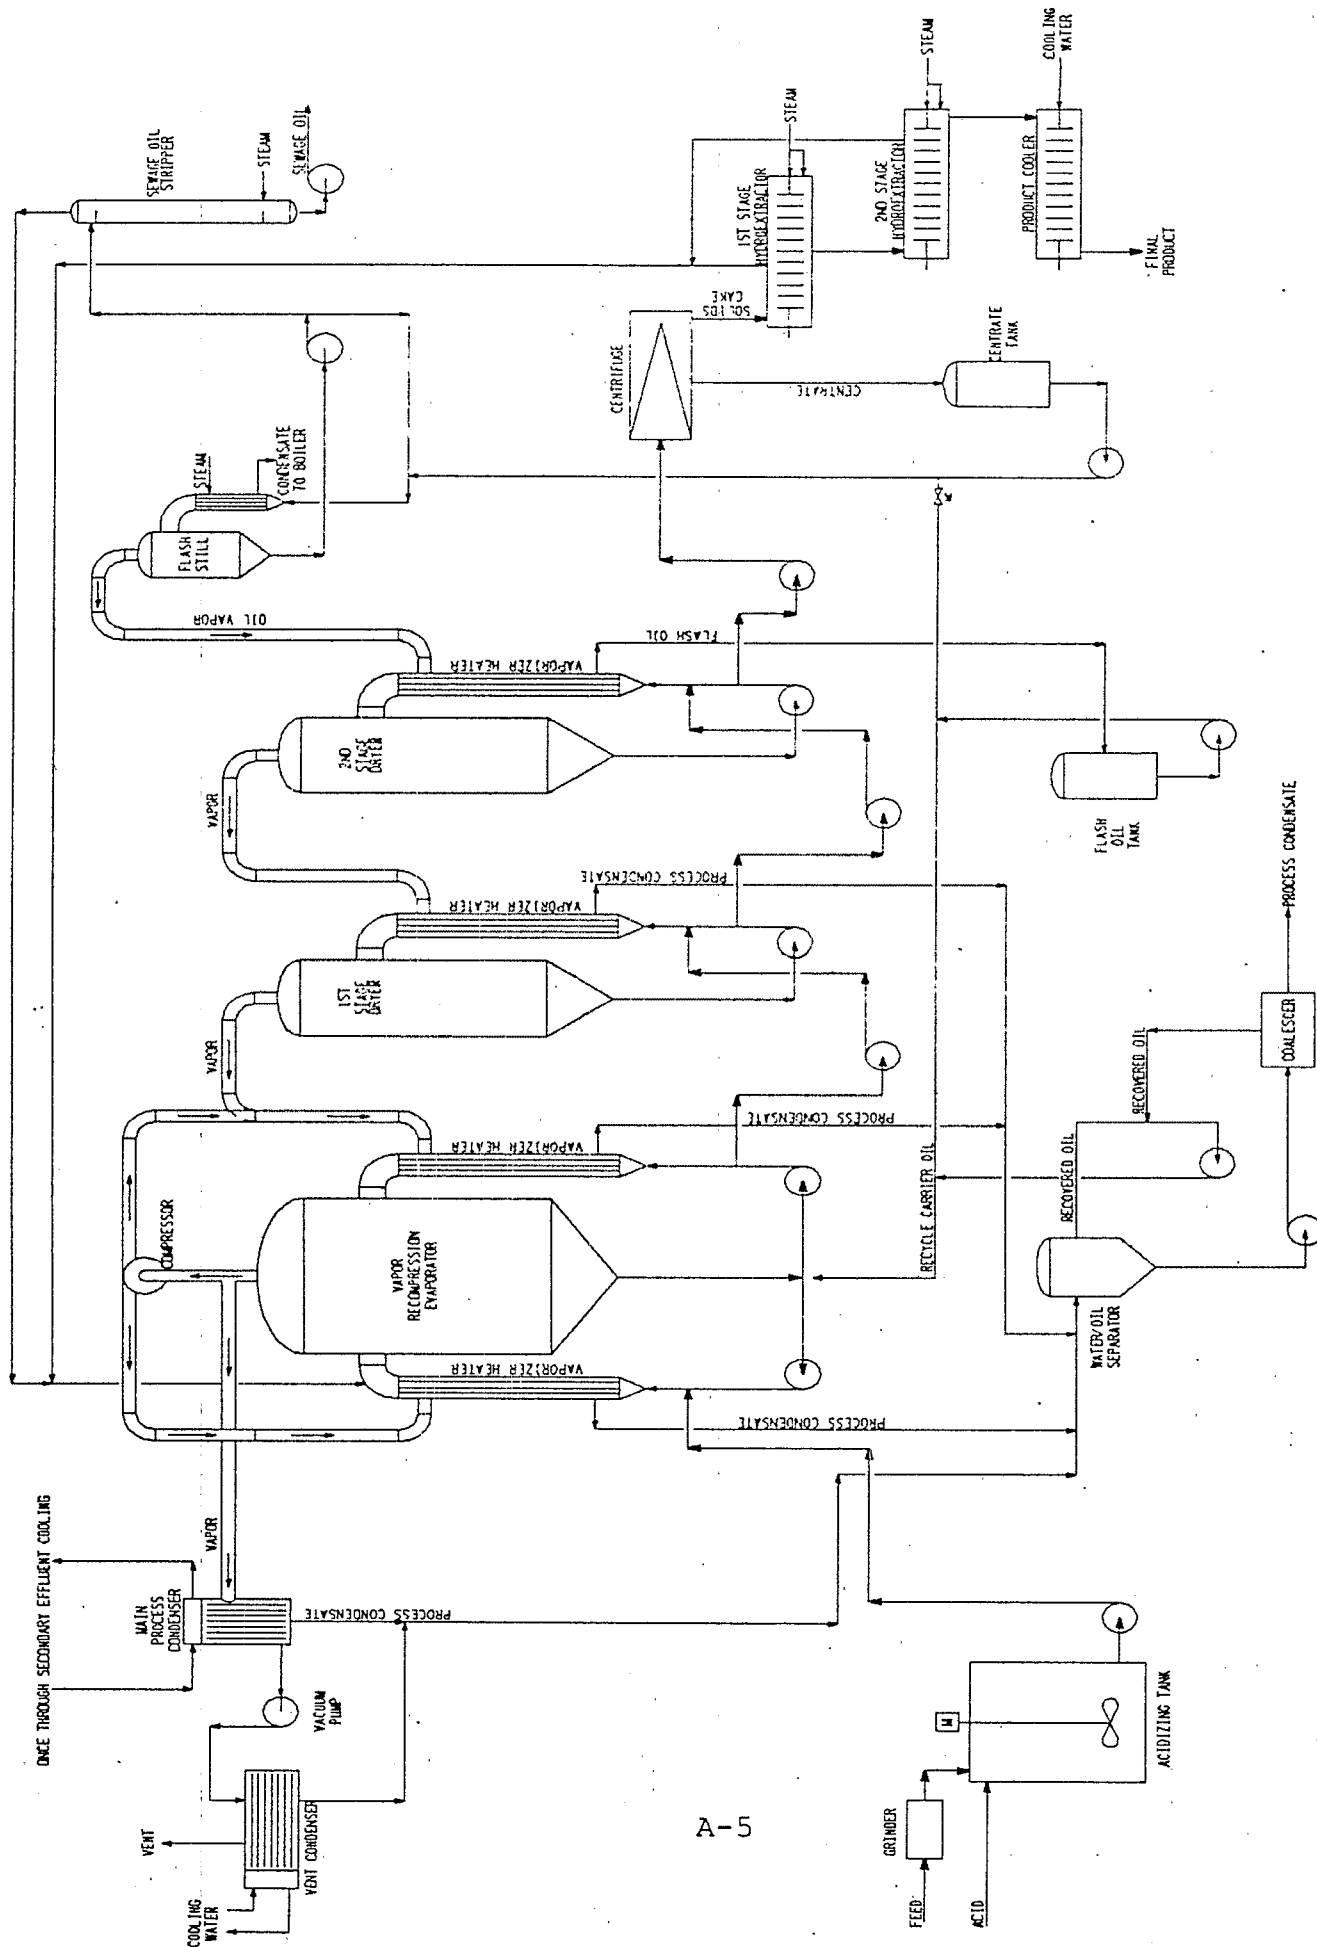 ONCE THROUGH SECONDARY EFFLUENT COOLING
COOLING
WATER
VENT
VENT CONDENSER
VACUUM
PUMP
MAIN
PROCESS
CONDENSER
PROCESS CONDENSATE
VAPOR
COMPRESSOR
VAPORIZER HEATER
VAPOR
RECOMPRESSION
EVAPORATOR
VAPORIZER HEATER
PROCESS CONDENSATE
PROCESS CONDENSATE
VAPOR
1ST
STAGE
DRYER
VAPORIZER HEATER
PROCESS CONDENSATE
VAPOR
2ND
STAGE
DRYER
VAPORIZER HEATER
FLASH OIL
OIL VAPOR
FLASH
STILL
STEAM
CONDENSATE
TO BOILER
SEWAGE OIL
STRIPPER
STEAM
SEWAGE OIL
FEED
GRINDER
ACID
M
ACIDIZING TANK
RECYCLE CARRIER OIL
WATER/OIL
SEPARATOR
RECOVERED OIL
RECOVERED OIL
COALESCER
PROCESS CONDENSATE
FLASH
OIL
TANK
CENTRIFUGE
SOLIDS
CAKE
CENTRATE
CENTRATE
TANK
1ST STAGE
HYDROEXTRACTOR
STEAM
2ND STAGE
HYDROEXTRACTOR
STEAM
PRODUCT COOLER
COOLING
WATER
FINAL
PRODUCT
A-5